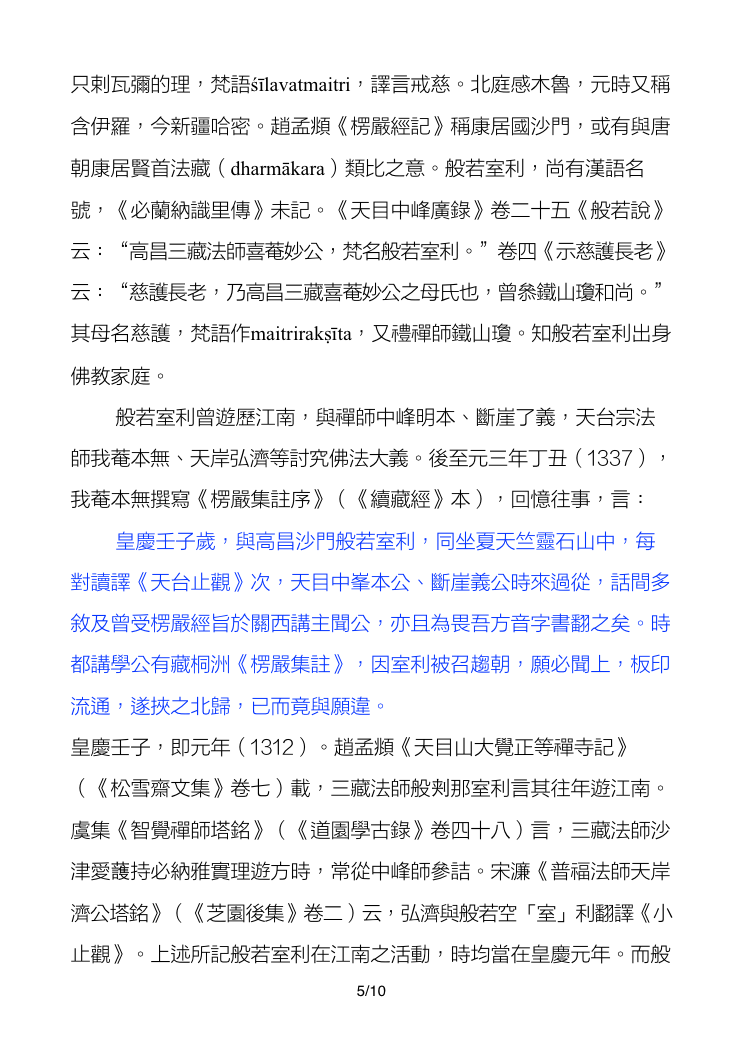 只剌瓦彌的理，梵語śīlavatmaitri，譯言戒慈。北庭感木魯，元時又稱
含伊羅，今新疆哈密。趙孟頫《楞嚴經記》稱康居國沙門，或有與唐
朝康居賢首法藏（dharmākara）類比之意。般若室利，尚有漢語名
號，《必蘭納識里傳》未記。《天目中峰廣錄》卷二十五《般若說》
云：“高昌三藏法師喜菴妙公，梵名般若室利。”卷四《示慈護長老》
云：“慈護長老，乃高昌三藏喜菴妙公之母氏也，曾叅鐵山瓊和尚。”
其母名慈護，梵語作maitrirakṣīta，又禮禪師鐵山瓊。知般若室利出身
佛教家庭。
般若室利曾遊歷江南，與禪師中峰明本、斷崖了義，天台宗法
師我菴本無、天岸弘濟等討究佛法大義。後至元三年丁丑（1337），
我菴本無撰寫《楞嚴集註序》（《續藏經》本），回憶往事，言：
皇慶壬子歲，與高昌沙門般若室利，同坐夏天竺靈石山中，每
對讀譯《天台止觀》次，天目中峯本公、斷崖義公時來過從，話間多
敘及曾受楞嚴經旨於關西講主聞公，亦且為畏吾方音字書翻之矣。時
都講學公有藏桐洲《楞嚴集註》，因室利被召趨朝，願必聞上，板印
流通，遂挾之北歸，已而竟與願違。
皇慶壬子，即元年（1312）。趙孟頫《天目山大覺正等禪寺記》
（《松雪齋文集》卷七）載，三藏法師般剌那室利言其往年遊江南。
虞集《智覺禪師塔銘》（《道園學古錄》卷四十八）言，三藏法師沙
津愛護持必納雅實理遊方時，常從中峰師參詰。宋濂《普福法師天岸
濟公塔銘》（《芝園後集》卷二）云，弘濟與般若空「室」利翻譯《小
止觀》。上述所記般若室利在江南之活動，時均當在皇慶元年。而般
5/10